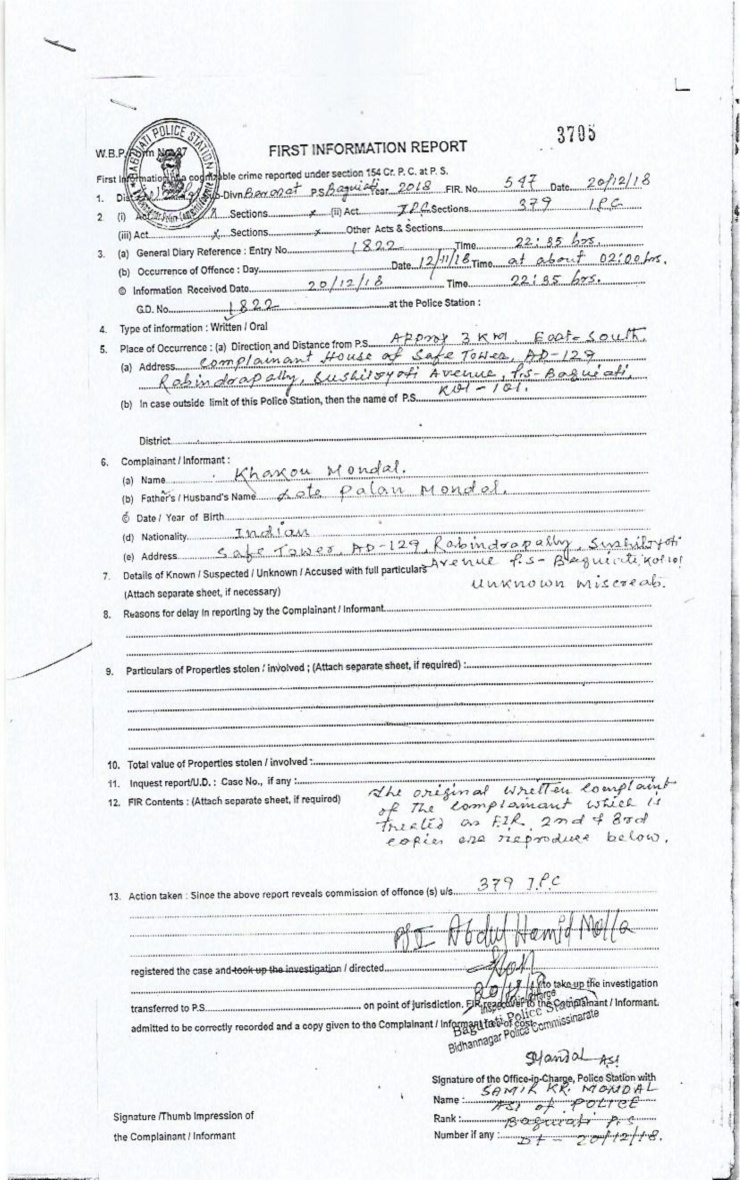 3705
BAGUIATI POLICE STATION
W.B.P. Form No. 27
FIRST INFORMATION REPORT
First Information of a cognizable crime reported under section 154 Cr. P. C. at P. S.
1. Dis Sub-Divn Barasat P.S Baguiati Year 2018 FIR. No. 547 Date 20/12/18
2 (i) Act X Sections x (ii) Act I.P.C Sections 379 I.P.C
(iii) Act X Sections x Other Acts & Sections
3. (a) General Diary Reference : Entry No. 1822 Time 22:35 hrs.
(b) Occurrence of Offence : Day Date 12/11/18 Time at about 02:00 hrs.
© Information Received Date 20/12/18 Time 22:35 hrs.
G.D. No. 1822 at the Police Station :
4. Type of information : Written / Oral
5. Place of Occurrence : (a) Direction and Distance from P.S. Approx 3 KM. East-South.
(a) Address Complainant House of Safe Tower, AD-129
Rabindrapally, Sushiljyoti Avenue, P.S- Baguiati,
Kol-101.
(b) In case outside limit of this Police Station, then the name of P.S.
District
6. Complainant / Informant :
(a) Name Khakou Mondal.
(b) Father's / Husband's Name Late Palan Mondal.
© Date / Year of Birth
(d) Nationality Indian
(e) Address Safe Tower, AD-129, Rabindrapally, Sushiljyoti
Avenue P.S- Baguiati, Kol 101
7. Details of Known / Suspected / Unknown / Accused with full particulars
(Attach separate sheet, if necessary) Unknown miscreat.
8. Reasons for delay in reporting by the Complainant / Informant
9. Particulars of Properties stolen / involved ; (Attach separate sheet, if required) :
10. Total value of Properties stolen / involved :
11. Inquest report/U.D. : Case No., if any :
12. FIR Contents : (Attach separate sheet, if required) The original written complaint
of the complainant which is
treated as FIR. 2nd & 3rd
copies are reproduce below.
13. Action taken : Since the above report reveals commission of offence (s) u/s. 379 I.P.C
SI Abdul Hamid Molla
registered the case and took up the investigation / directed to take up the investigation
20/12/18
Inspector-in-Charge
transferred to P.S. on point of jurisdiction. FIR read over to the Complainant / Informant.
Baguiati Police Station
admitted to be correctly recorded and a copy given to the Complainant / Informant free of cost.
Bidhannagar Police Commissinarate
SMondal ASI
Signature of the Office-in-Charge, Police Station with
Name : SAMIR KR. MONDAL
Rank : ASI of POLICE
Baguiati P.S
Number if any : DT - 20/12/18.
Signature /Thumb Impression of
the Complainant / Informant